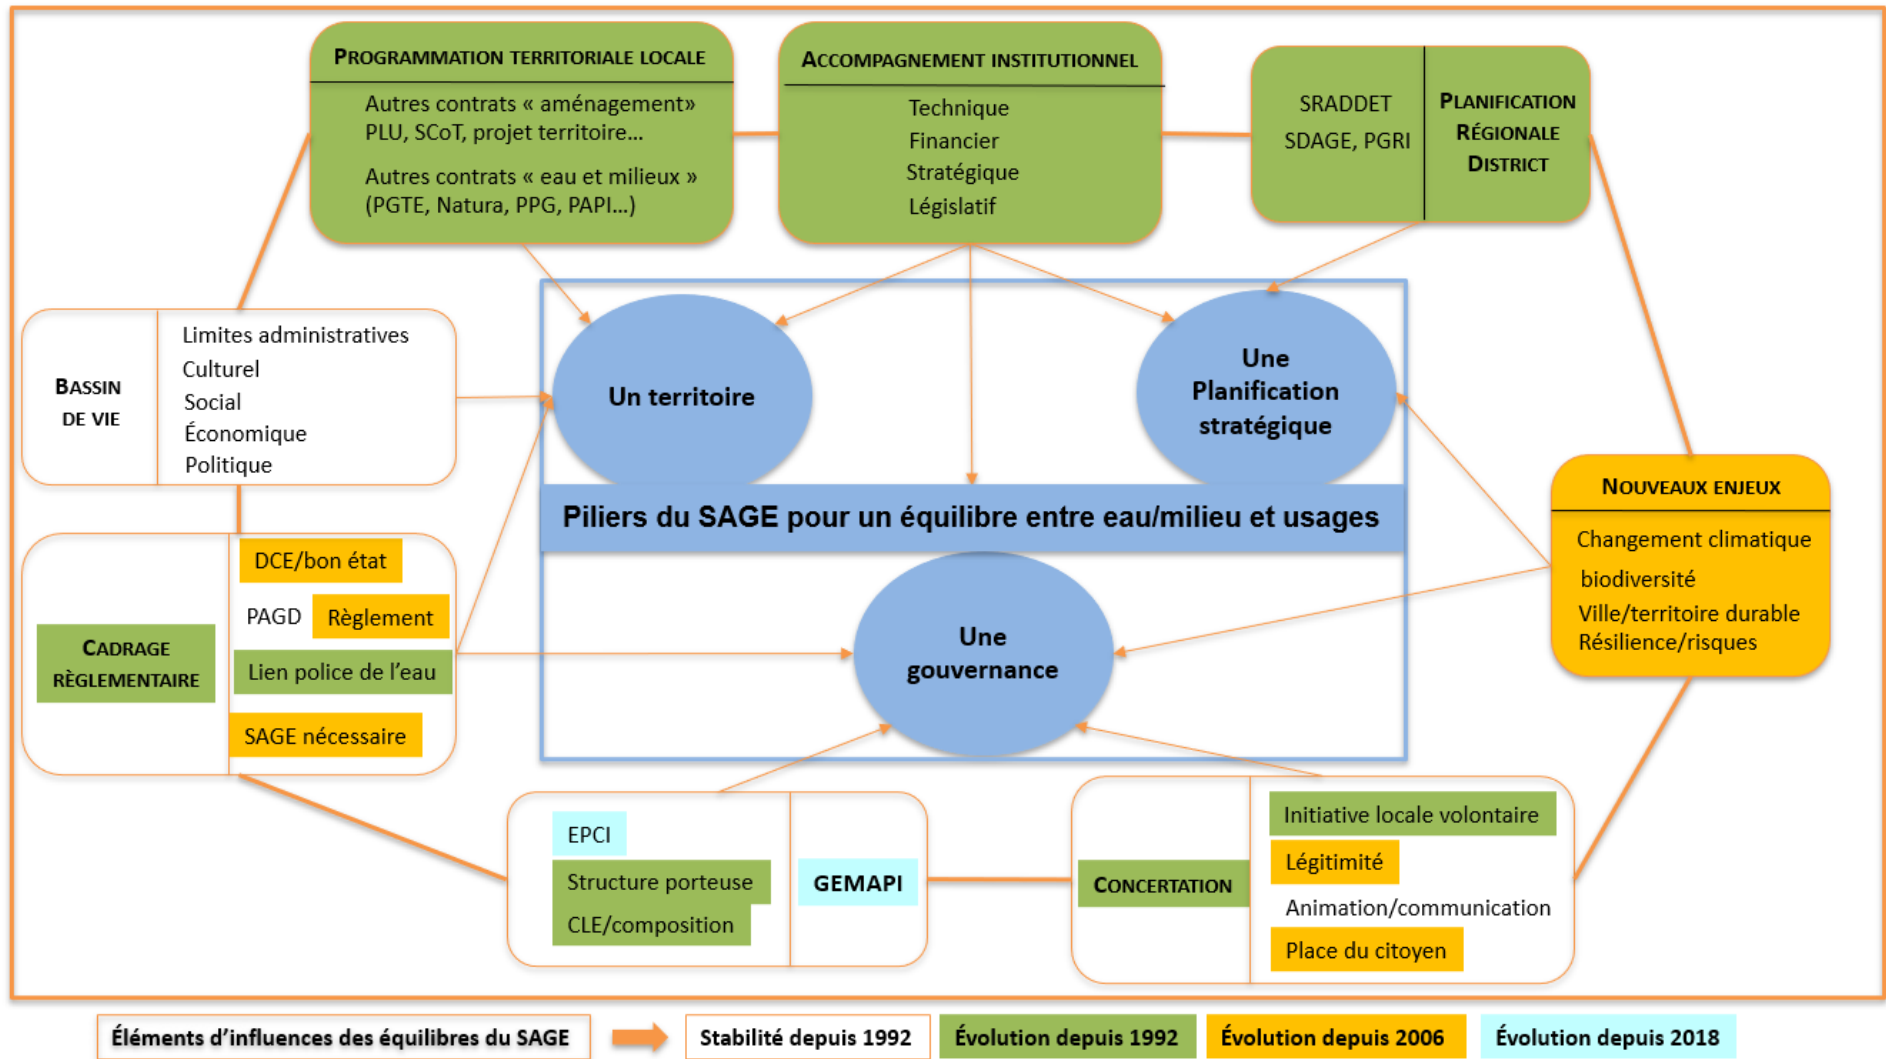 PROGRAMMATION TERRITORIALE LOCALE
Autres contrats « aménagement»
PLU, SCoT, projet territoire...
Autres contrats « eau et milieux »
(PGTE, Natura, PPG, PAPI...)
ACCOMPAGNEMENT INSTITUTIONNEL
Technique
Financier
Stratégique
Législatif
SRADDET
SDAGE, PGRI
PLANIFICATION
RÉGIONALE
DISTRICT
BASSIN
DE VIE
Limites administratives
Culturel
Social
Économique
Politique
Un territoire
Une
Planification
stratégique
Piliers du SAGE pour un équilibre entre eau/milieu et usages
Une
gouvernance
NOUVEAUX ENJEUX
Changement climatique
biodiversité
Ville/territoire durable
Résilience/risques
CADRAGE
RÈGLEMENTAIRE
DCE/bon état
PAGD Règlement
Lien police de l'eau
SAGE nécessaire
EPCI
Structure porteuse
CLE/composition
GEMAPI
CONCERTATION
Initiative locale volontaire
Légitimité
Animation/communication
Place du citoyen
Éléments d'influences des équilibres du SAGE
Stabilité depuis 1992
Évolution depuis 1992
Évolution depuis 2006
Évolution depuis 2018